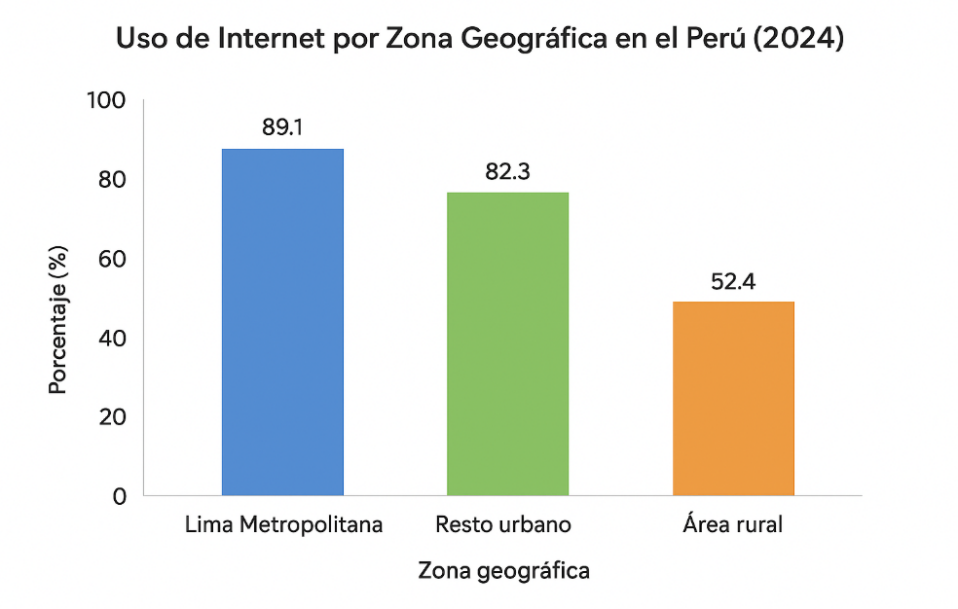 Uso de Internet por Zona Geográfica en el Perú (2024)
100
80
60
40
20
0
Porcentaje (%)
89.1
82.3
52.4
Lima Metropolitana
Resto urbano
Área rural
Zona geográfica